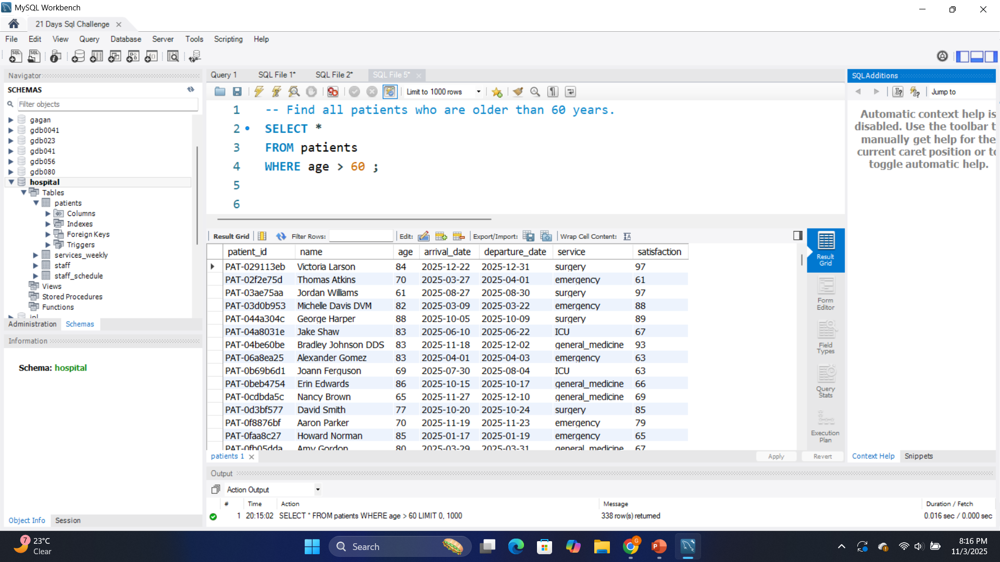 MySQL Workbench
21 Days Sql Challenge
File Edit View Query Database Server Tools Scripting Help
Navigator
SCHEMAS
Filter objects
gagan
gdb0041
gdb023
gdb041
gdb056
gdb080
hospital
Tables
patients
Columns
Indexes
Foreign Keys
Triggers
services_weekly
staff
staff_schedule
Views
Stored Procedures
Functions
ipl
Administration Schemas
Information
Schema: hospital
Object Info Session
Query 1 SQL File 1* SQL File 2* SQL File 5*
Limit to 1000 rows
1 -- Find all patients who are older than 60 years.
2 SELECT *
3 FROM patients
4 WHERE age > 60 ;
5
6
Result Grid Filter Rows: Edit: Export/Import: Wrap Cell Content:
patient_id name age arrival_date departure_date service satisfaction
PAT-029113eb Victoria Larson 84 2025-12-22 2025-12-31 surgery 97
PAT-02f2e75d Thomas Atkins 70 2025-03-27 2025-04-01 emergency 61
PAT-03ae75aa Jordan Williams 61 2025-08-27 2025-08-30 surgery 97
PAT-03d0b953 Michelle Davis DVM 82 2025-03-09 2025-03-22 emergency 88
PAT-044a304c George Harper 88 2025-10-05 2025-10-09 surgery 89
PAT-04a8031e Jake Shaw 83 2025-06-10 2025-06-22 ICU 67
PAT-04be60be Bradley Johnson DDS 83 2025-11-18 2025-12-02 general_medicine 93
PAT-06a8ea25 Alexander Gomez 83 2025-04-01 2025-04-03 emergency 63
PAT-0b69b6d1 Joann Ferguson 69 2025-07-30 2025-08-04 ICU 63
PAT-0beb4754 Erin Edwards 86 2025-10-15 2025-10-17 general_medicine 66
PAT-0cdbda5c Nancy Brown 65 2025-11-27 2025-12-10 general_medicine 69
PAT-0d3bf577 David Smith 77 2025-10-20 2025-10-24 surgery 85
PAT-0f8876bf Aaron Parker 70 2025-11-19 2025-11-23 emergency 79
PAT-0faa8c27 Howard Norman 85 2025-01-17 2025-01-19 emergency 65
PAT-0fb05dda Amy Gordon 80 2025-03-29 2025-03-31 general_medicine 67
Result
Grid
Form
Editor
Field
Types
Query
Stats
Execution
Plan
patients 1
Apply Revert
SQLAdditions
Jump to
Automatic context help is
disabled. Use the toolbar t
manually get help for the
current caret position or to
toggle automatic help.
Context Help Snippets
Output
Action Output
# Time Action Message Duration / Fetch
1 20:15:02 SELECT * FROM patients WHERE age > 60 LIMIT 0, 1000 338 row(s) returned 0.016 sec / 0.000 sec
7
23°C
Clear
Search
G
P
8:16 PM
11/3/2025